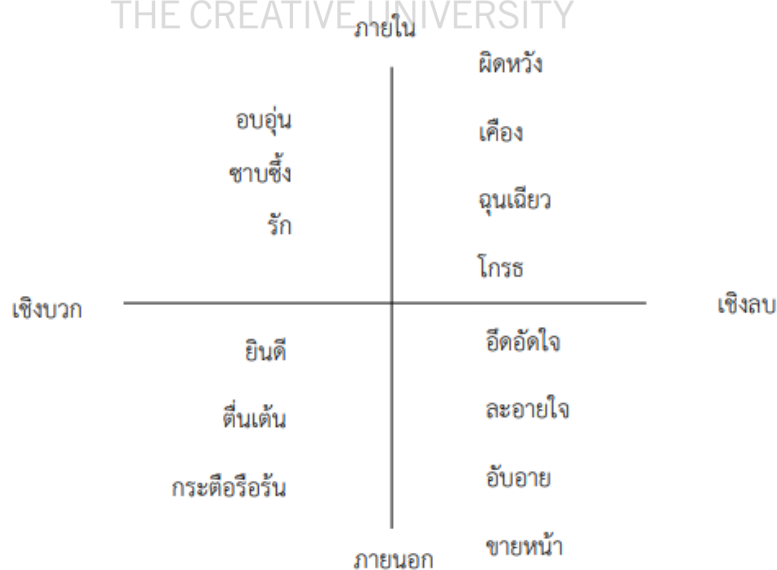 THE CREATIVE UNIVERSITY
ภายใน
ผิดหวัง
อบอุ่น
เคือง
ซาบซึ้ง
ฉุนเฉียว
รัก
โกรธ
เชิงบวก
เชิงลบ
ยินดี
อึดอัดใจ
ตื่นเต้น
ละอายใจ
กระตือรือร้น
อับอาย
ขายหน้า
ภายนอก